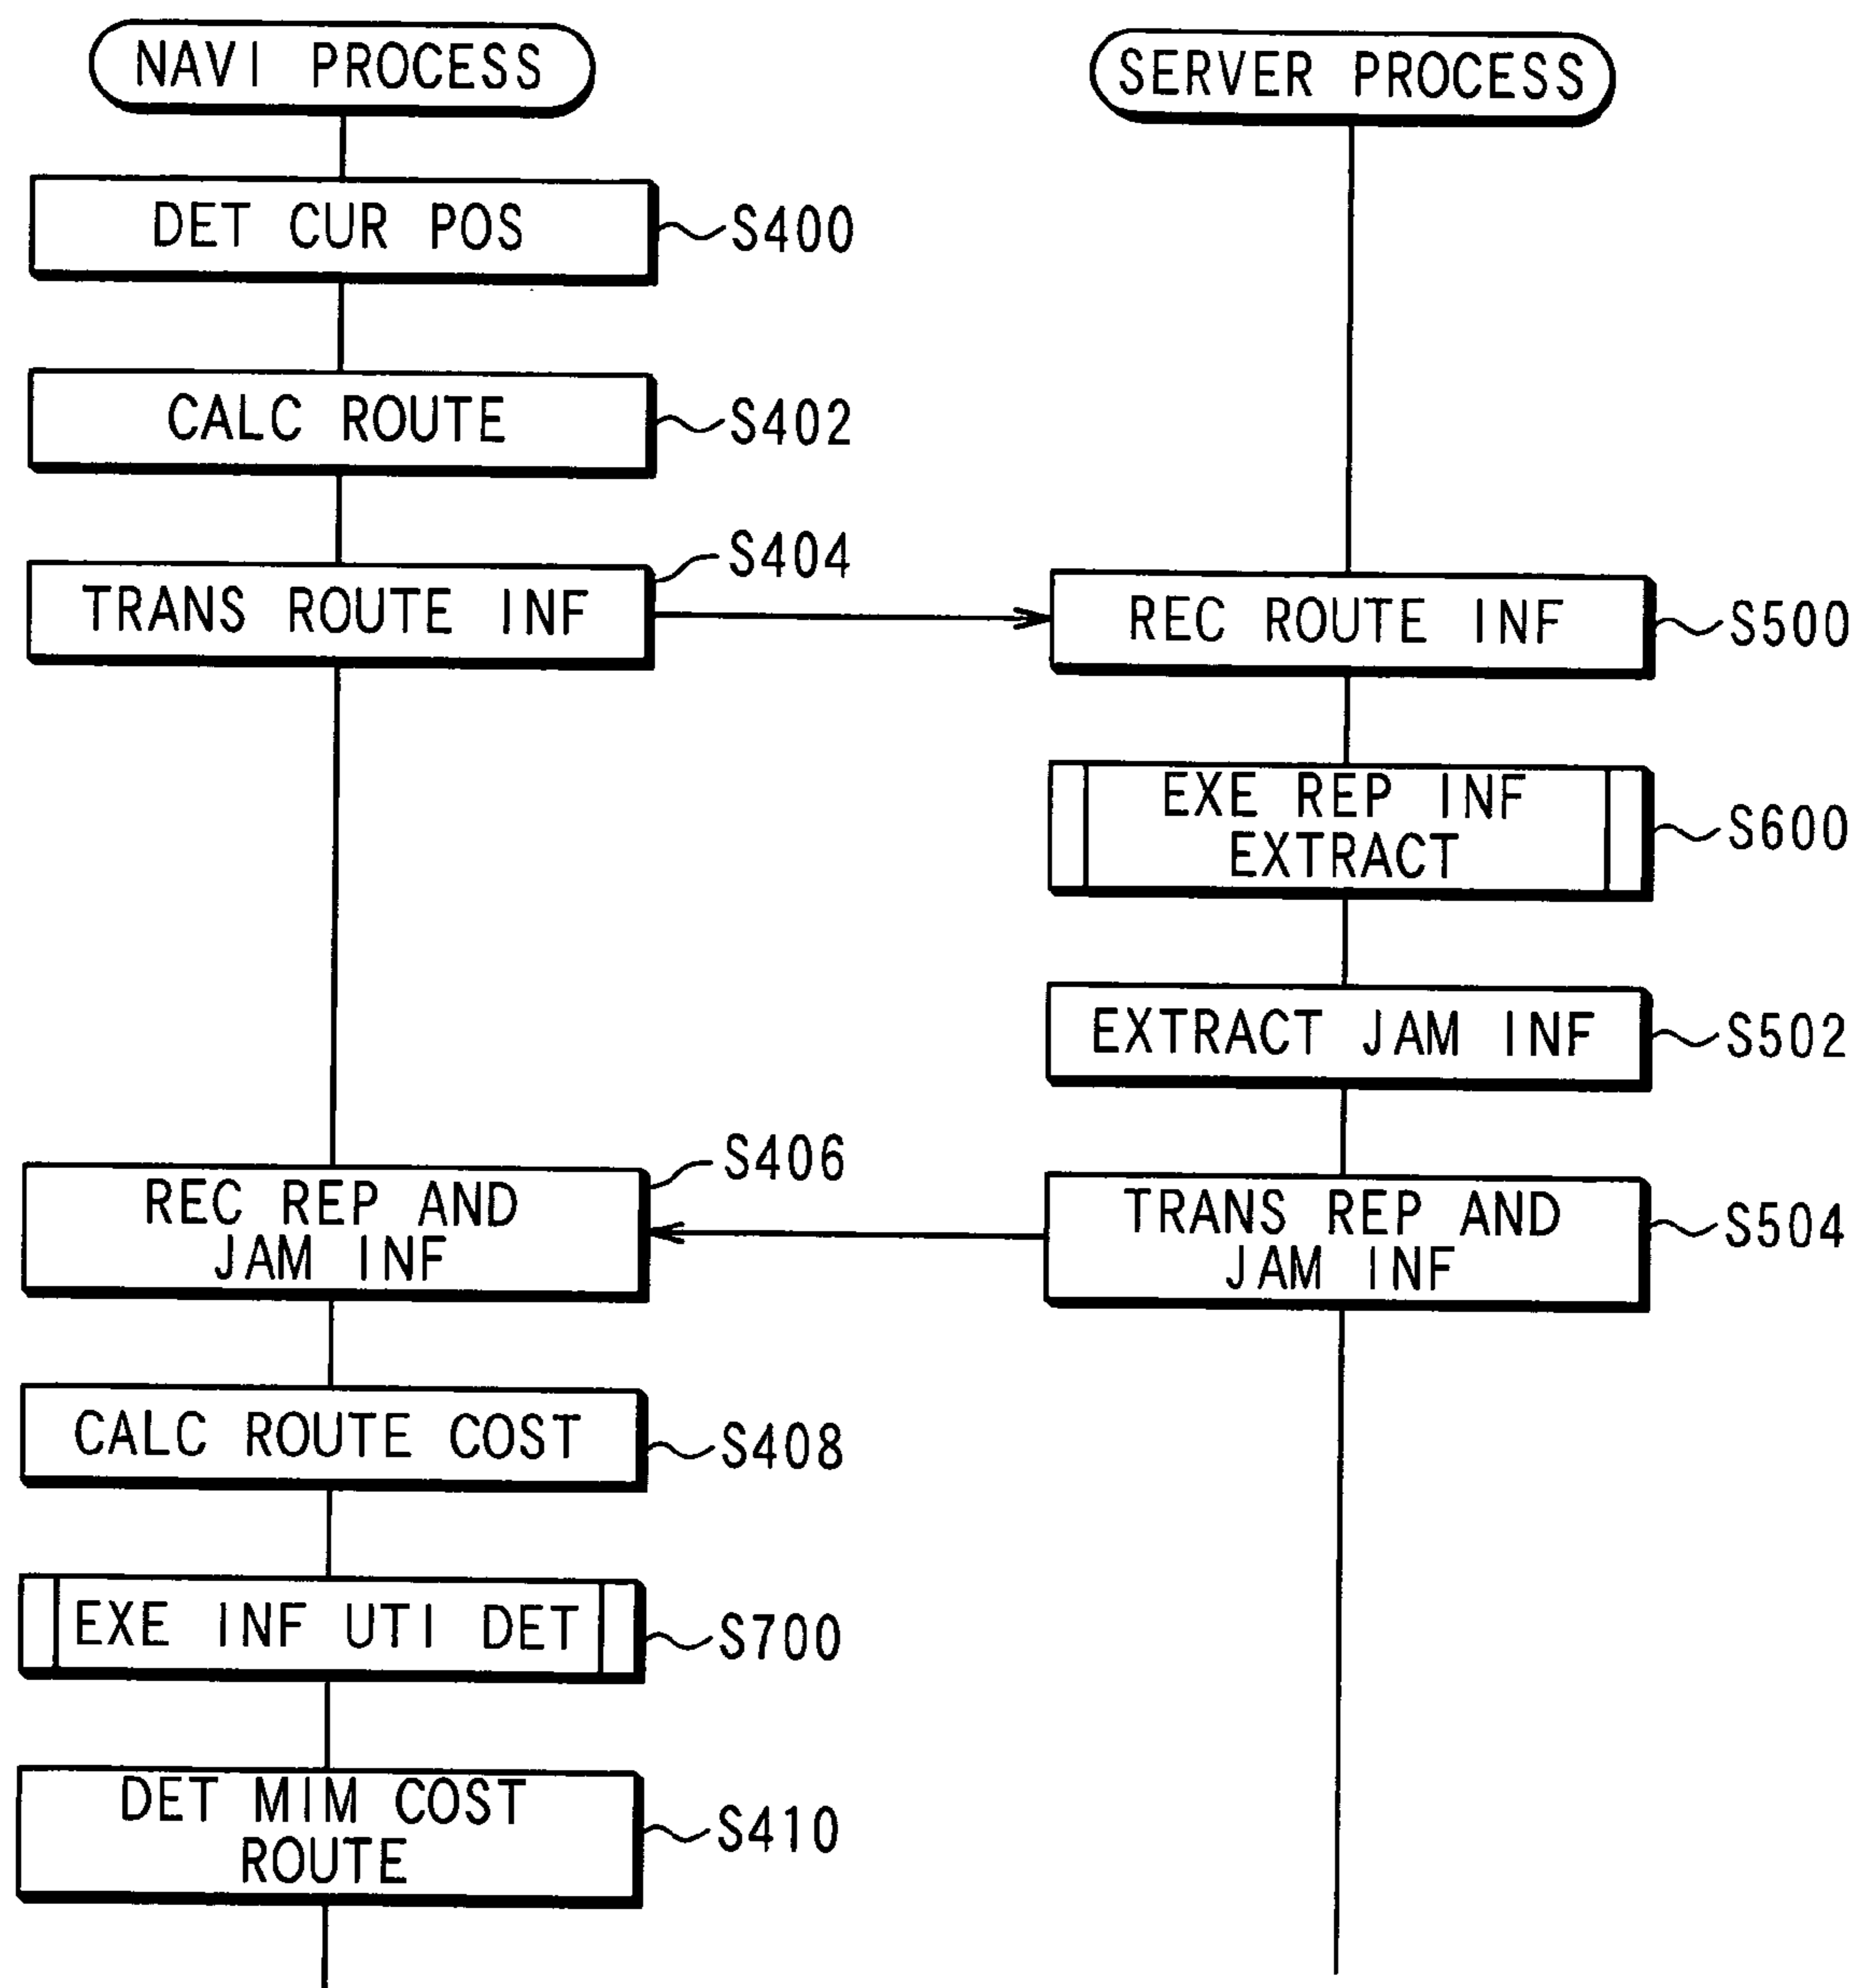 NAVI PROCESS
SERVER PROCESS
DET CUR POS
S400
CALC ROUTE
S402
S404
TRANS ROUTE INF
REC ROUTE INF
S500
EXE REP INF
EXTRACT
S600
EXTRACT JAM INF
S502
S406
REC REP AND
JAM INF
TRANS REP AND
JAM INF
S504
CALC ROUTE COST
S408
EXE INF UTI DET
S700
DET MIM COST
ROUTE
S410